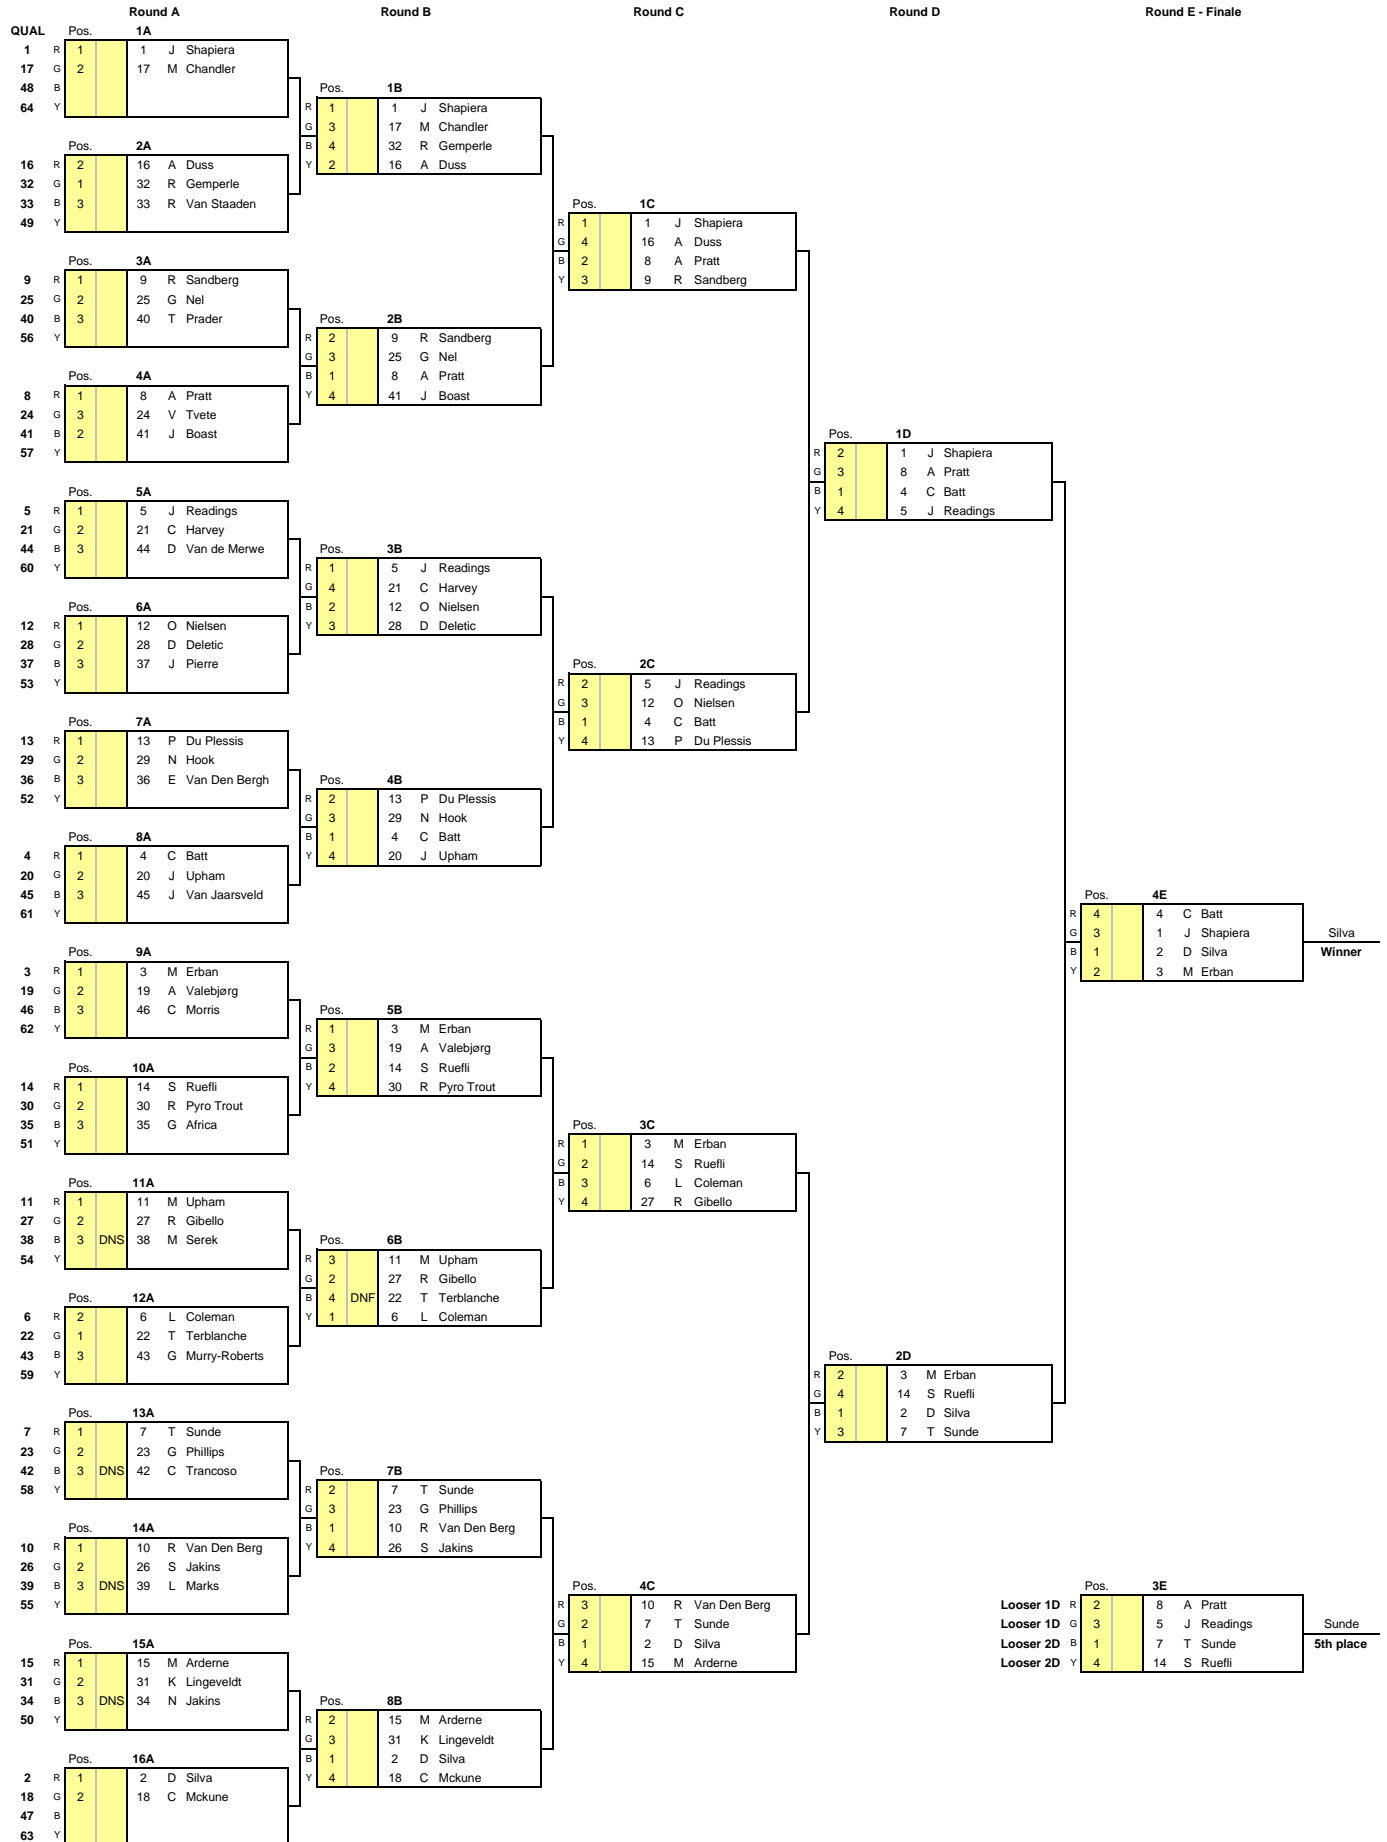 Round A Round B Round C Round D Round E - Finale
QUAL Pos. 1A
1 R 1 1 J Shapiera
17 G 2 17 M Chandler
48 B
64 Y
Pos. 2A
16 R 2 16 A Duss
32 G 1 32 R Gemperle
33 B 3 33 R Van Staaden
49 Y
Pos. 3A
9 R 1 9 R Sandberg
25 G 2 25 G Nel
40 B 3 40 T Prader
56 Y
Pos. 4A
8 R 1 8 A Pratt
24 G 3 24 V Tvete
41 B 2 41 J Boast
57 Y
Pos. 5A
5 R 1 5 J Readings
21 G 2 21 C Harvey
44 B 3 44 D Van de Merwe
60 Y
Pos. 6A
12 R 1 12 O Nielsen
28 G 2 28 D Deletic
37 B 3 37 J Pierre
53 Y
Pos. 7A
13 R 1 13 P Du Plessis
29 G 2 29 N Hook
36 B 3 36 E Van Den Bergh
52 Y
Pos. 8A
4 R 1 4 C Batt
20 G 2 20 J Upham
45 B 3 45 J Van Jaarsveld
61 Y
Pos. 9A
3 R 1 3 M Erban
19 G 2 19 A Valebjørg
46 B 3 46 C Morris
62 Y
Pos. 10A
14 R 1 14 S Ruefli
30 G 2 30 R Pyro Trout
35 B 3 35 G Africa
51 Y
Pos. 11A
11 R 1 11 M Upham
27 G 2 27 R Gibello
38 B 3 DNS 38 M Serek
54 Y
Pos. 12A
6 R 2 6 L Coleman
22 G 1 22 T Terblanche
43 B 3 43 G Murry-Roberts
59 Y
Pos. 13A
7 R 1 7 T Sunde
23 G 2 23 G Phillips
42 B 3 DNS 42 C Trancoso
58 Y
Pos. 14A
10 R 1 10 R Van Den Berg
26 G 2 26 S Jakins
39 B 3 DNS 39 L Marks
55 Y
Pos. 15A
15 R 1 15 M Arderne
31 G 2 31 K Lingeveldt
34 B 3 DNS 34 N Jakins
50 Y
Pos. 16A
2 R 1 2 D Silva
18 G 2 18 C Mckune
47 B
63 Y
Pos. 1B
R 1 1 J Shapiera
G 3 17 M Chandler
B 4 32 R Gemperle
Y 2 16 A Duss
Pos. 2B
R 2 9 R Sandberg
G 3 25 G Nel
B 1 8 A Pratt
Y 4 41 J Boast
Pos. 3B
R 1 5 J Readings
G 4 21 C Harvey
B 2 12 O Nielsen
Y 3 28 D Deletic
Pos. 4B
R 2 13 P Du Plessis
G 3 29 N Hook
B 1 4 C Batt
Y 4 20 J Upham
Pos. 5B
R 1 3 M Erban
G 3 19 A Valebjørg
B 2 14 S Ruefli
Y 4 30 R Pyro Trout
Pos. 6B
R 3 11 M Upham
G 2 27 R Gibello
B 4 DNF 22 T Terblanche
Y 1 6 L Coleman
Pos. 7B
R 2 7 T Sunde
G 3 23 G Phillips
B 1 10 R Van Den Berg
Y 4 26 S Jakins
Pos. 8B
R 2 15 M Arderne
G 3 31 K Lingeveldt
B 1 2 D Silva
Y 4 18 C Mckune
Pos. 1C
R 1 1 J Shapiera
G 4 16 A Duss
B 2 8 A Pratt
Y 3 9 R Sandberg
Pos. 2C
R 2 5 J Readings
G 3 12 O Nielsen
B 1 4 C Batt
Y 4 13 P Du Plessis
Pos. 3C
R 1 3 M Erban
G 2 14 S Ruefli
B 3 6 L Coleman
Y 4 27 R Gibello
Pos. 4C
R 3 10 R Van Den Berg
G 2 7 T Sunde
B 1 2 D Silva
Y 4 15 M Arderne
Pos. 1D
R 2 1 J Shapiera
G 3 8 A Pratt
B 1 4 C Batt
Y 4 5 J Readings
Pos. 2D
R 2 3 M Erban
G 4 14 S Ruefli
B 1 2 D Silva
Y 3 7 T Sunde
Pos. 4E
R 4 4 C Batt
G 3 1 J Shapiera Silva
B 1 2 D Silva Winner
Y 2 3 M Erban
Pos. 3E
Looser 1D R 2 8 A Pratt
Looser 1D G 3 5 J Readings Sunde
Looser 2D B 1 7 T Sunde 5th place
Looser 2D Y 4 14 S Ruefli